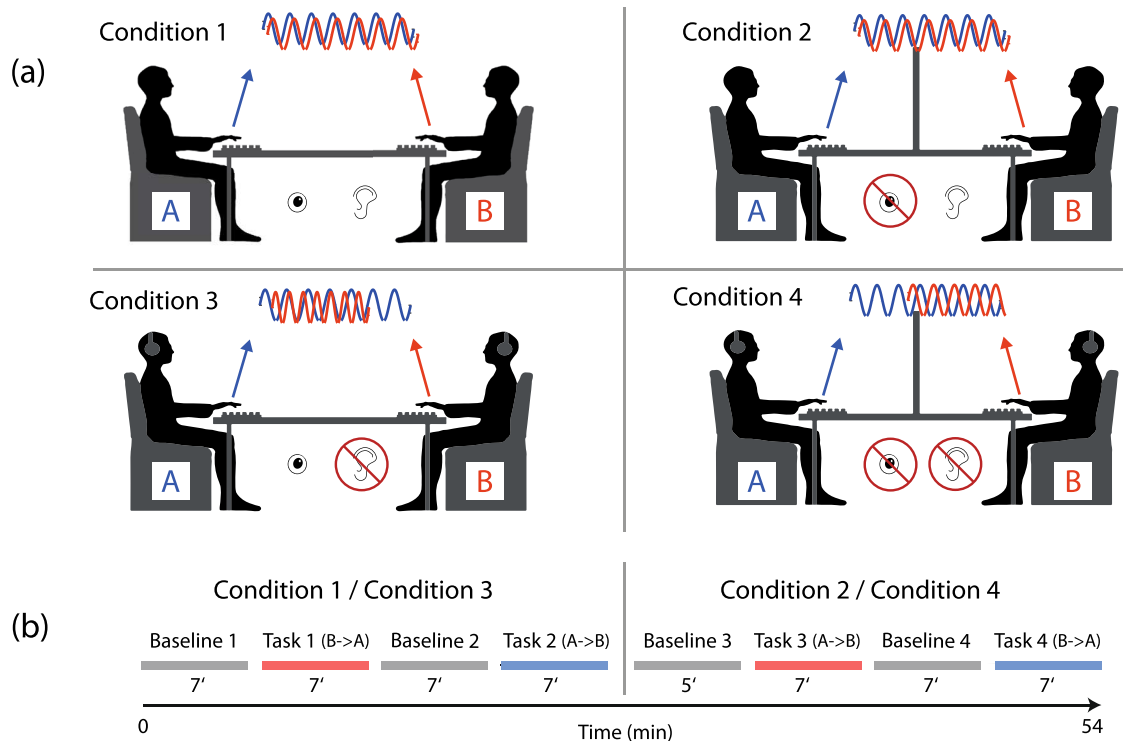 (a)
Condition 1
A
B
Condition 2
A
B
Condition 3
A
B
Condition 4
A
B
(b)
Condition 1 / Condition 3
Condition 2 / Condition 4
Baseline 1 Task 1 (B->A) Baseline 2 Task 2 (A->B) Baseline 3 Task 3 (A->B) Baseline 4 Task 4 (B->A)
7‘ 7‘ 7‘ 7‘ 5‘ 7‘ 7‘ 7‘
0 Time (min) 54